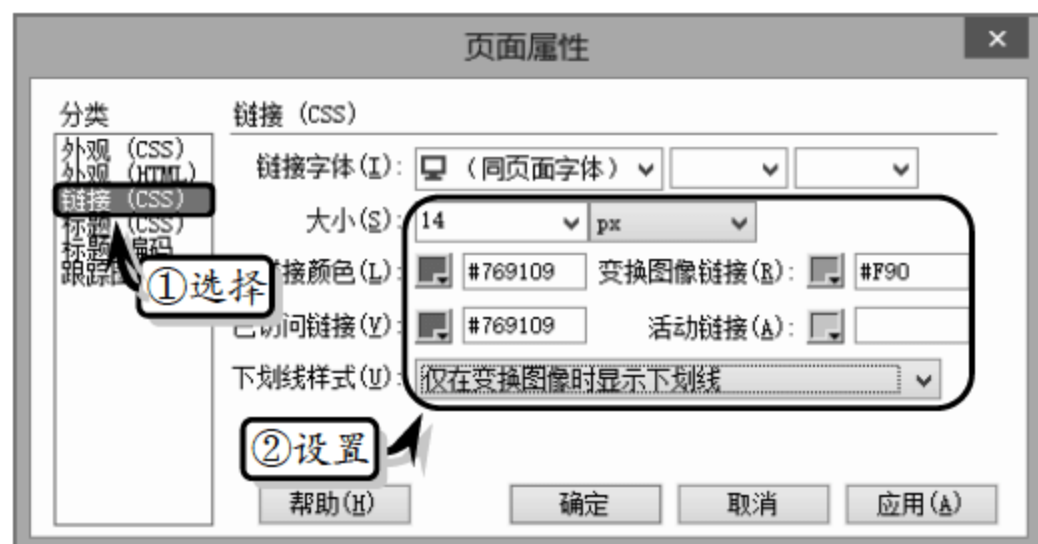 页面属性
分类
外观 (CSS)
外观 (HTML)
链接 (CSS)
标题 (CSS)
标题 编码
跟踪
①选择
链接 (CSS)
链接字体(I): (同页面字体)
大小(S): 14 px
接颜色(L): #769109 变换图像链接(R): #F90
已访问链接(V): #769109 活动链接(A):
下划线样式(U): 仅在变换图像时显示下划线
②设置
帮助(H) 确定 取消 应用(A)